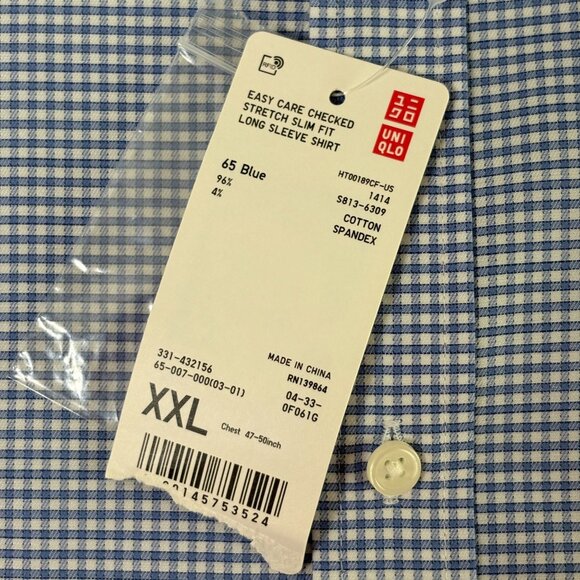 RFID
EASY CARE CHECKED
STRETCH SLIM FIT
LONG SLEEVE SHIRT
ユニ
クロ
UNI
QLO
65 Blue
96%
4%
HT00189CF-US
1414
S813-6309
COTTON
SPANDEX
331-432156
65-007-000(03-01)
MADE IN CHINA
RN139864
04-33-
0F061G
XXL
Chest 47-50inch
00145753524